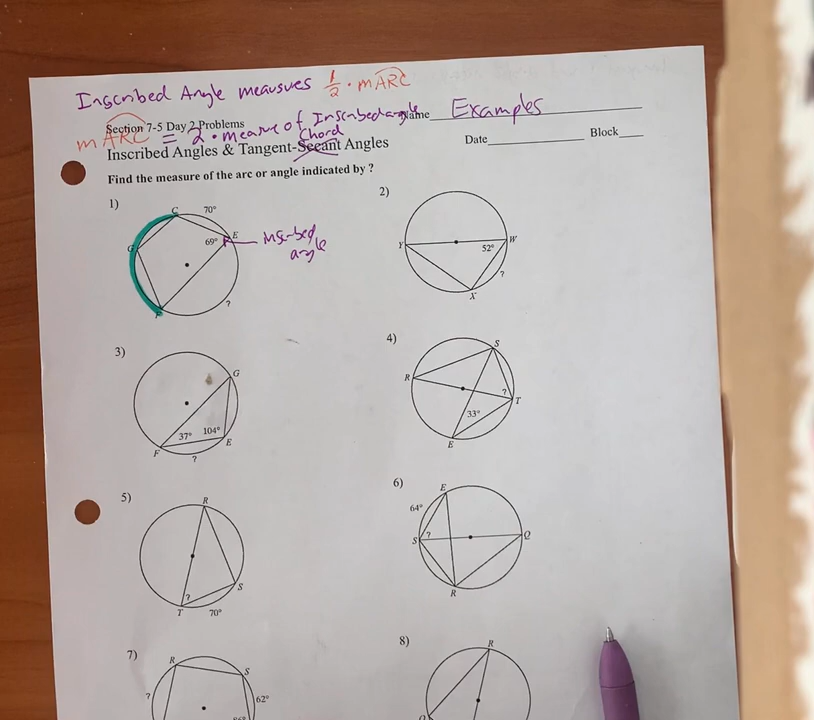 Inscribed Angle meausures 1/2 · mARC
Name Examples
Section 7-5 Day 2 Problems
mARC = 2 · measure of Inscribed angle
Chord
Inscribed Angles & Tangent-Secant Angles
Date Block
Find the measure of the arc or angle indicated by ?
1)
C 70°
G 69° E
inscribed
angle
F ?
2)
Y 52° W
?
X
3)
G
37° 104°
F E
?
4)
S
R ? T
33°
E
5)
R
? S
T 70°
6)
E
64°
S ? Q
R
7)
R S
? 62°
8)
R
Q